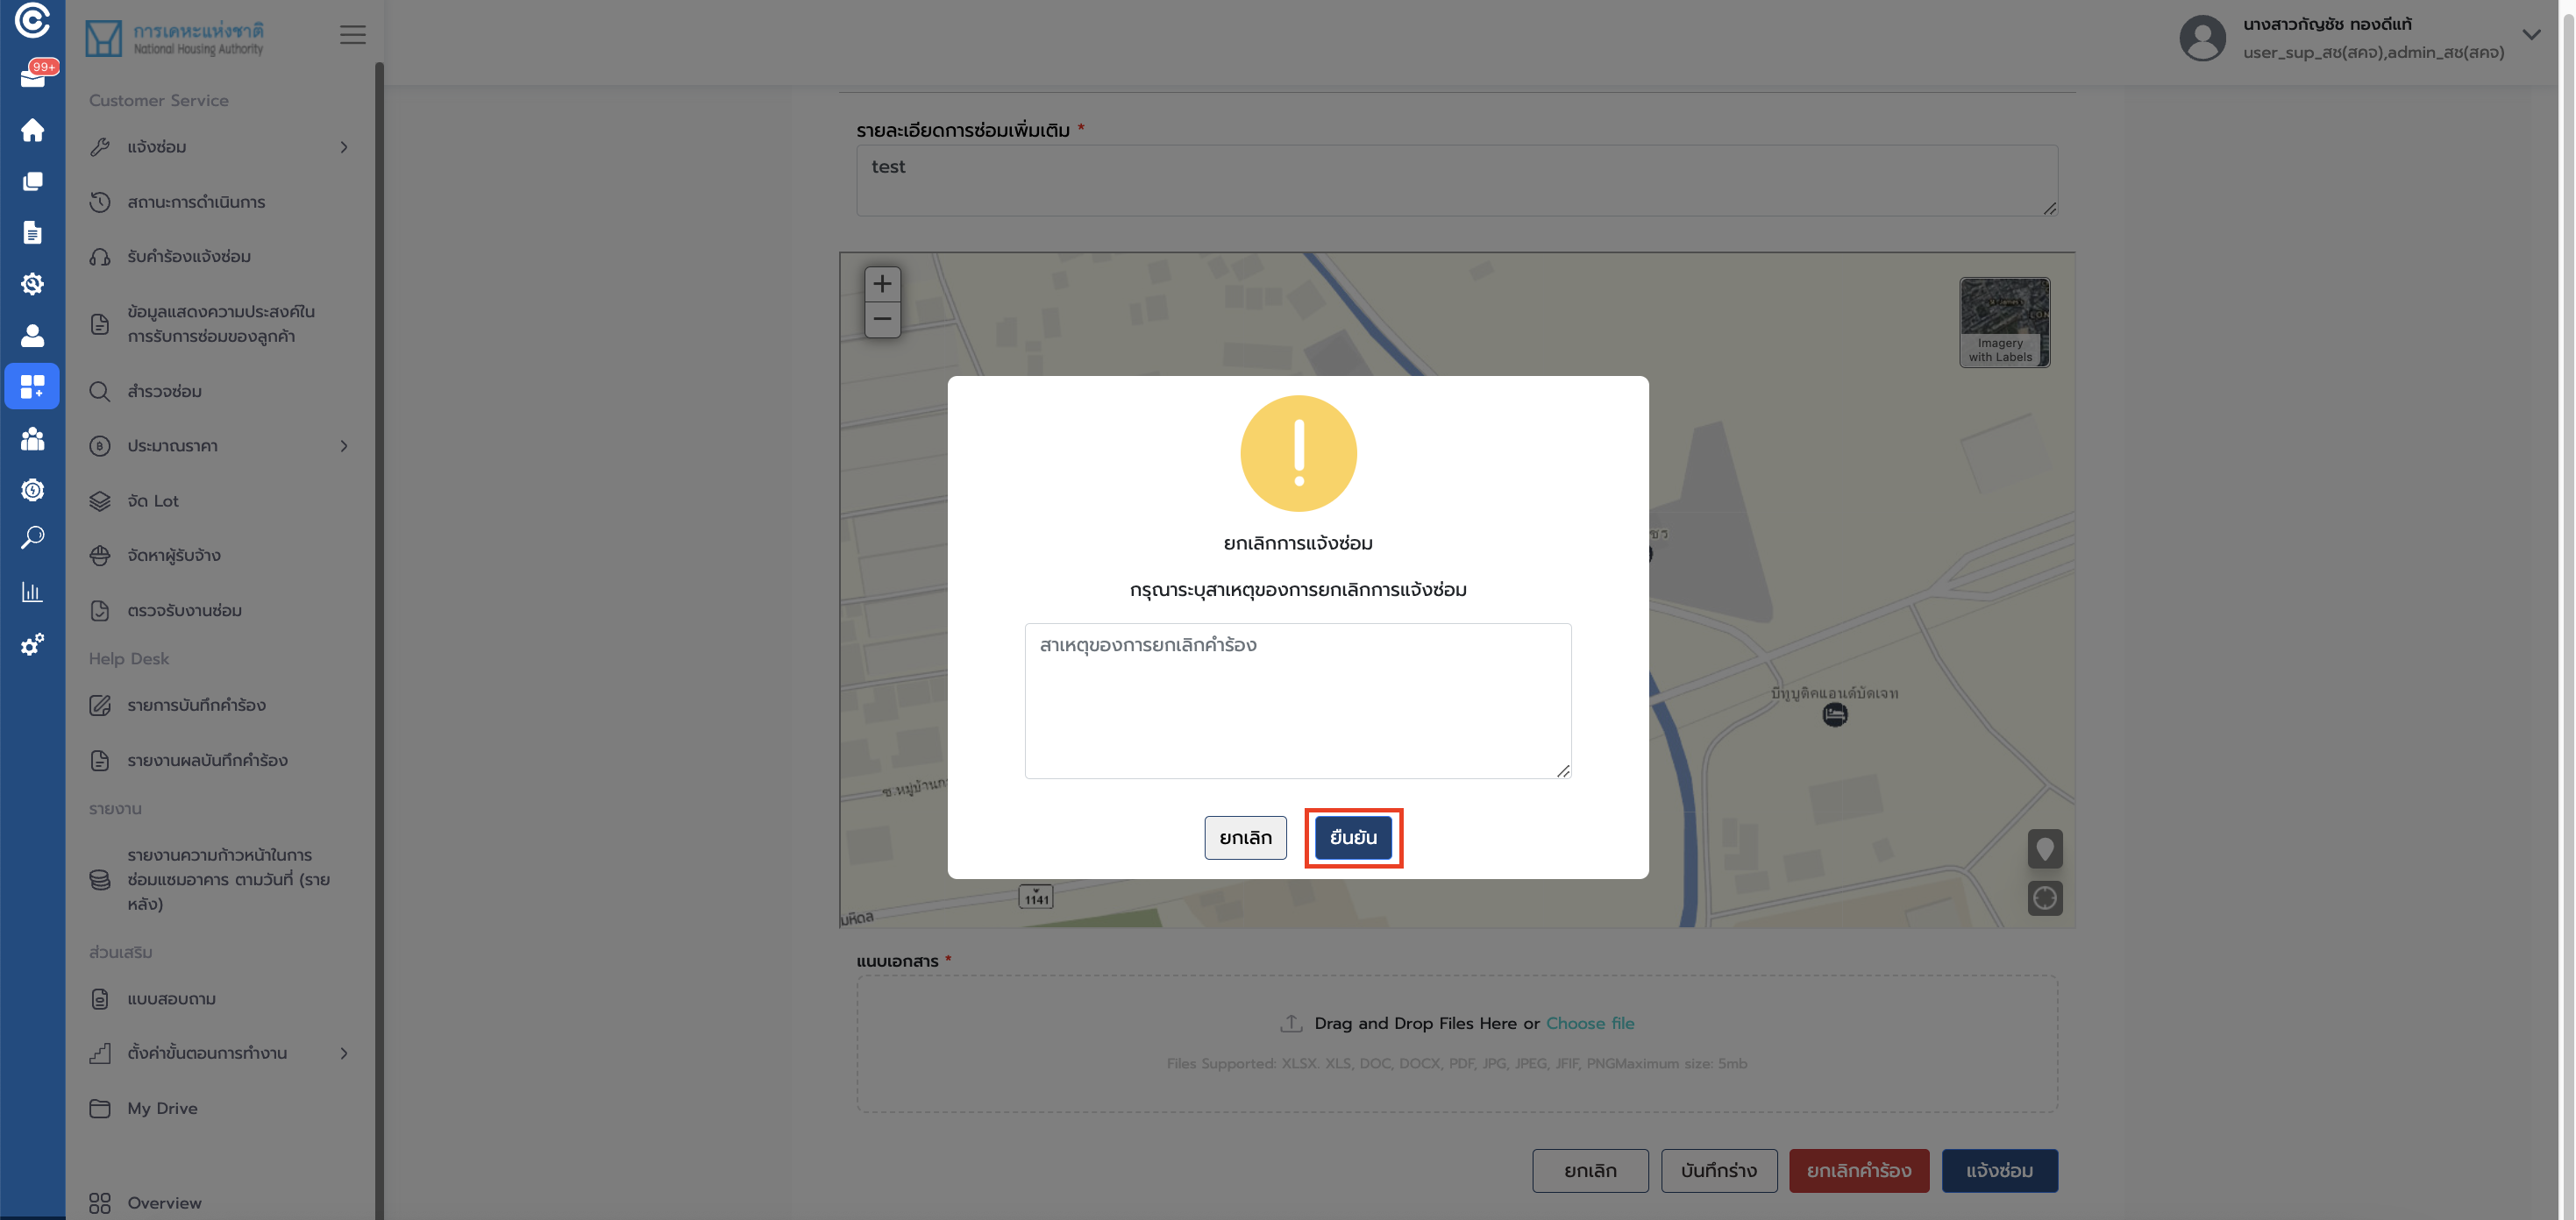 การเคหะแห่งชาติ
National Housing Authority
นางสาวกัญชัช ทองดีแท้
user_sup_สช(สคจ),admin_สช(สคจ)
99+
Customer Service
แจ้งซ่อม
สถานะการดำเนินการ
รับคำร้องแจ้งซ่อม
ข้อมูลแสดงความประสงค์ใน
การรับการซ่อมของลูกค้า
สำรวจซ่อม
ประมาณราคา
จัด Lot
จัดหาผู้รับจ้าง
ตรวจรับงานซ่อม
Help Desk
รายการบันทึกคำร้อง
รายงานผลบันทึกคำร้อง
รายงาน
รายงานความก้าวหน้าในการ
ซ่อมแซมอาคาร ตามวันที่ (ราย
หลัง)
ส่วนเสริม
แบบสอบถาม
ตั้งค่าขั้นตอนการทำงาน
My Drive
Overview
รายละเอียดการซ่อมเพิ่มเติม *
test
+
−
Imagery
with Labels
ยกเลิกการแจ้งซ่อม
กรุณาระบุสาเหตุของการยกเลิกการแจ้งซ่อม
สาเหตุของการยกเลิกคำร้อง
ยกเลิก
ยืนยัน
บีทูบูติคแอนด์บัดเจท
1141
แนบเอกสาร *
Drag and Drop Files Here or Choose file
Files Supported: XLSX. XLS, DOC, DOCX, PDF, JPG, JPEG, JFIF, PNGMaximum size: 5mb
ยกเลิก
บันทึกร่าง
ยกเลิกคำร้อง
แจ้งซ่อม